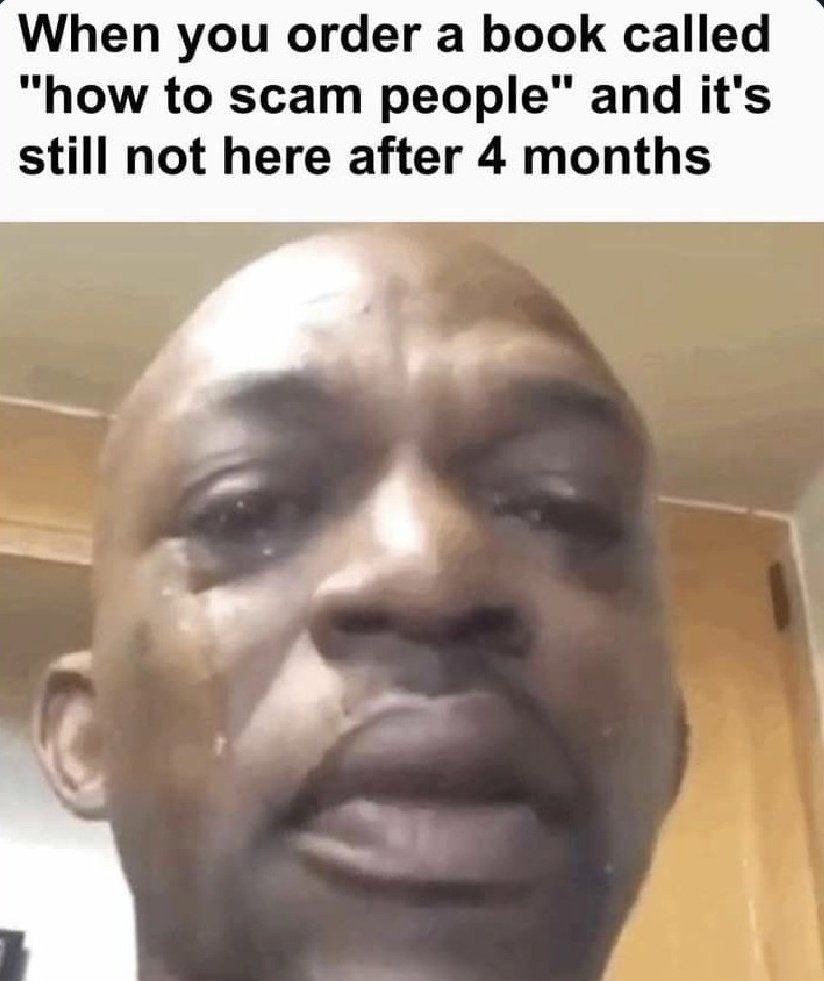 When you order a book called
"how to scam people" and it's
still not here after 4 months